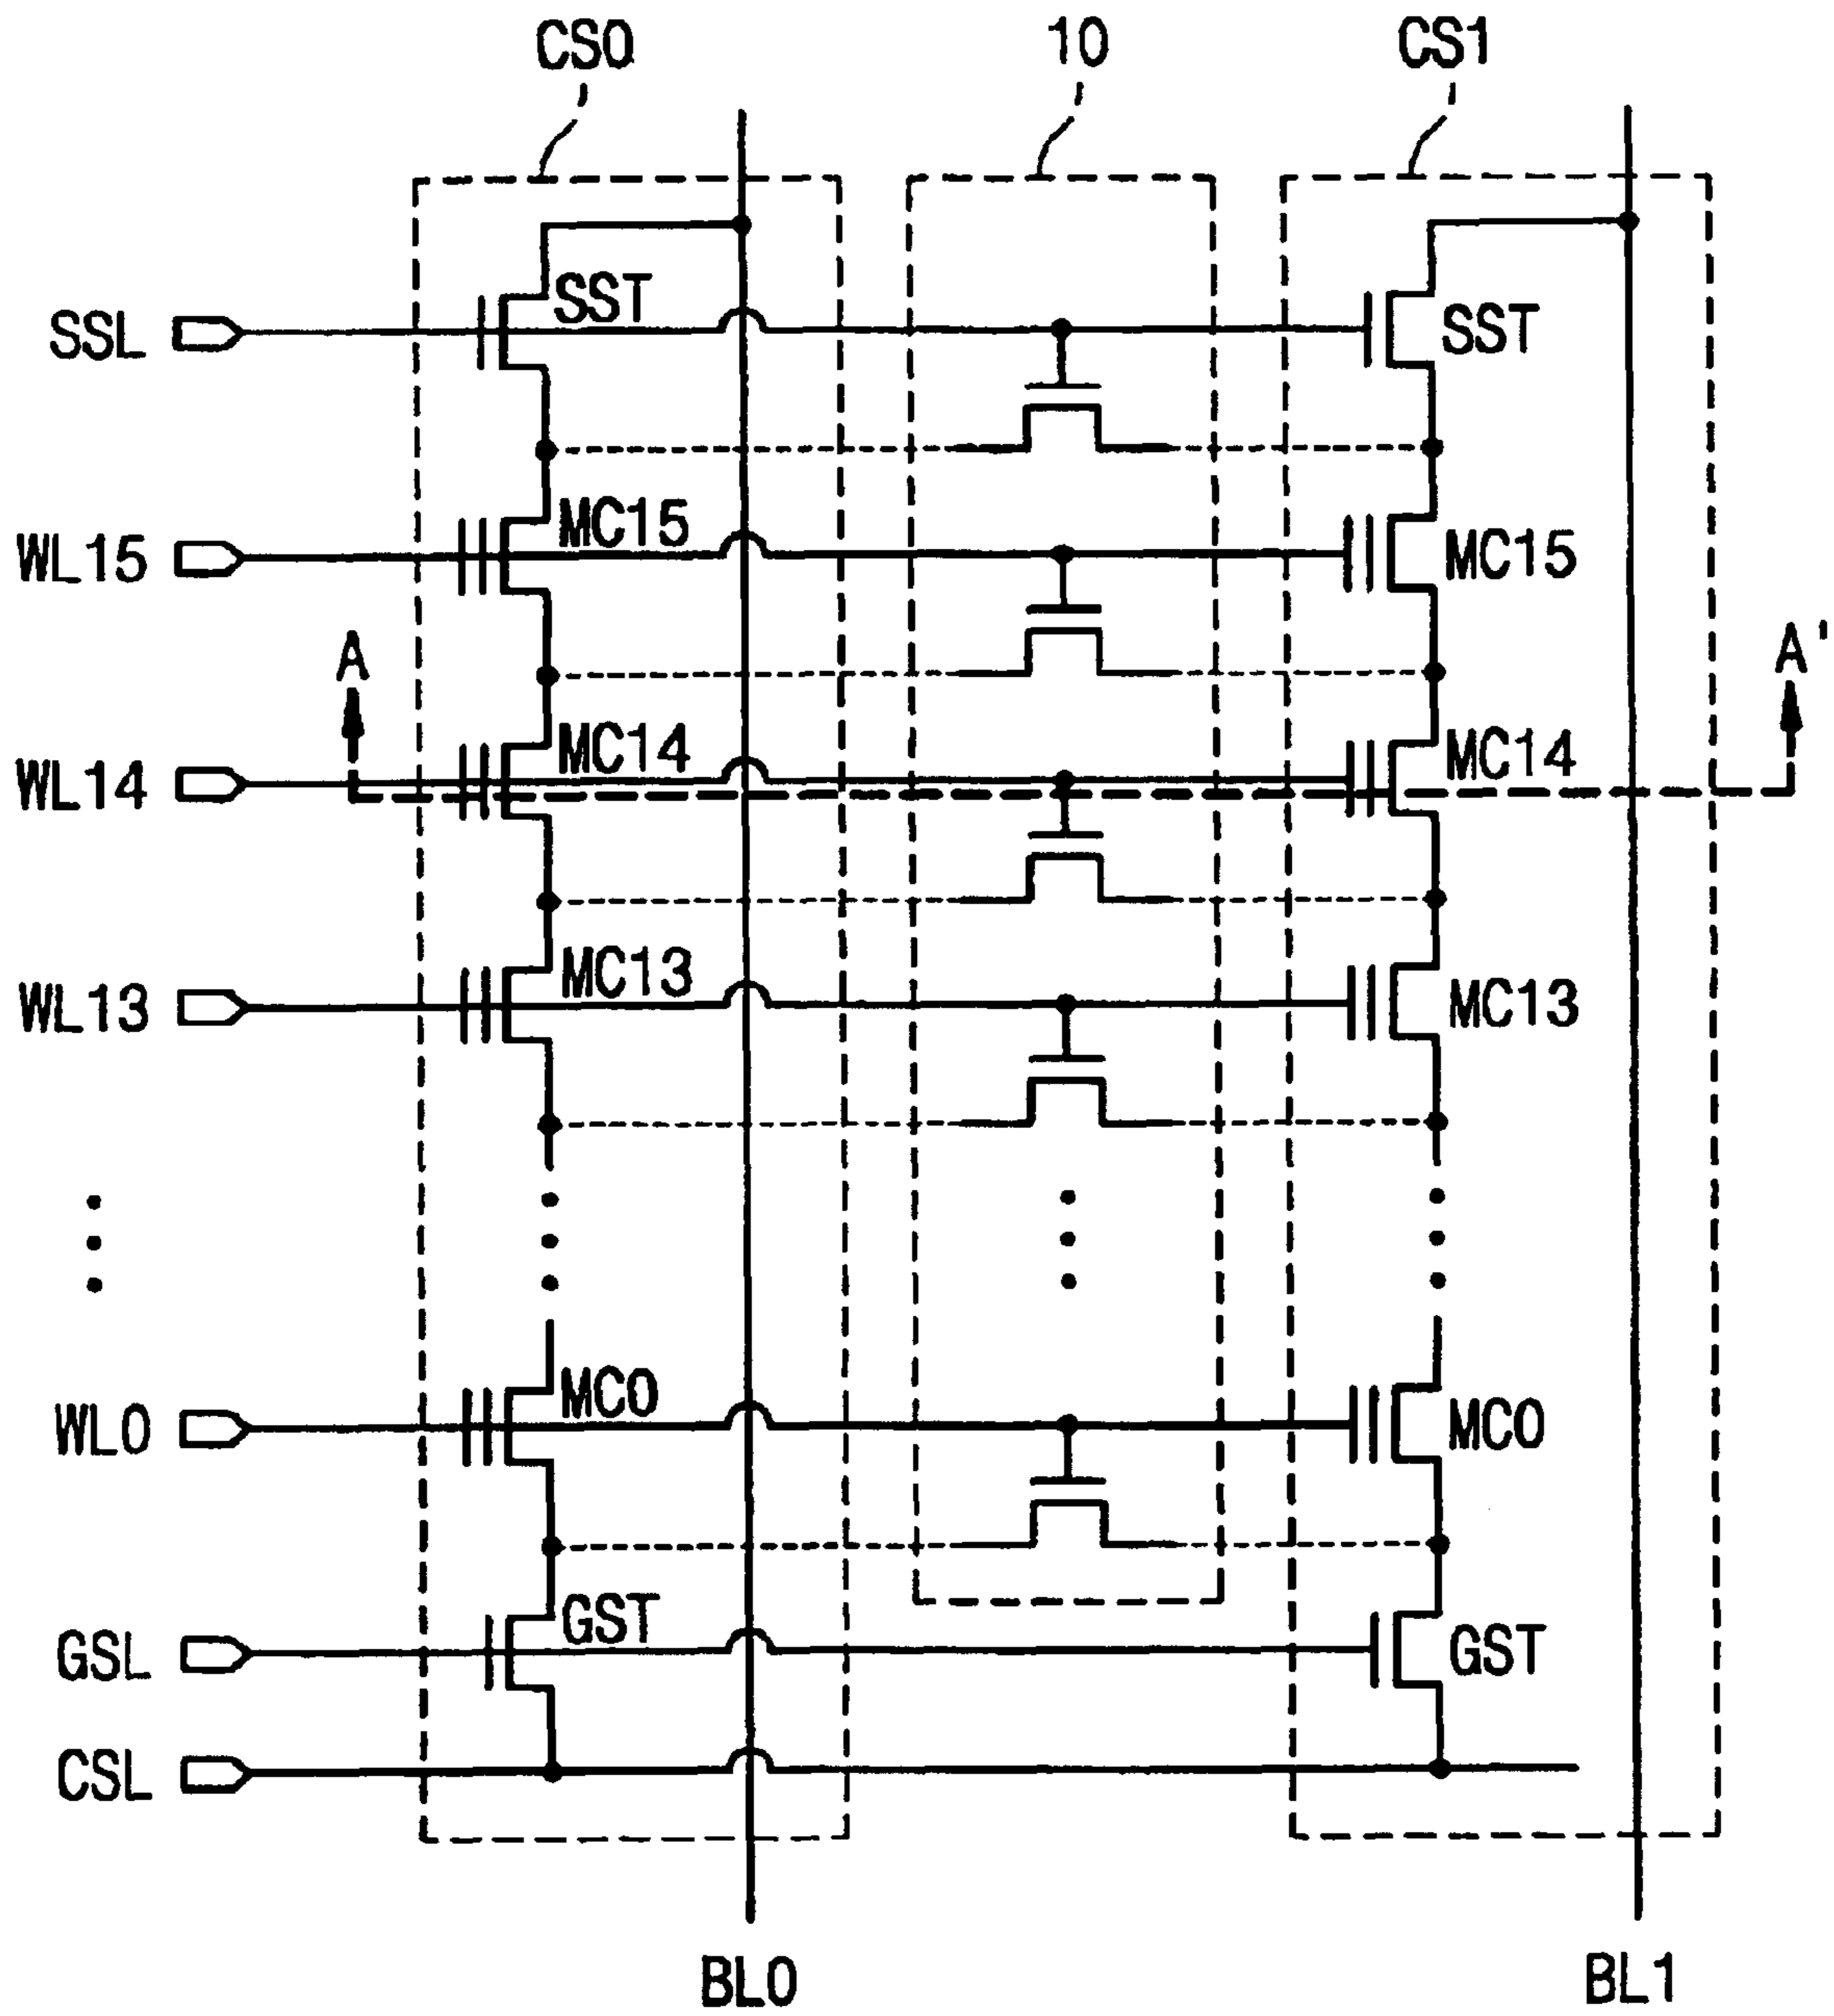 CS0 10 CS1
SST
SSL SST
MC15
WL15 MC15
A A'
MC14
WL14 MC14
MC13
WL13 MC13
MC0
WL0 MC0
GST
GSL GST
CSL
BL0 BL1